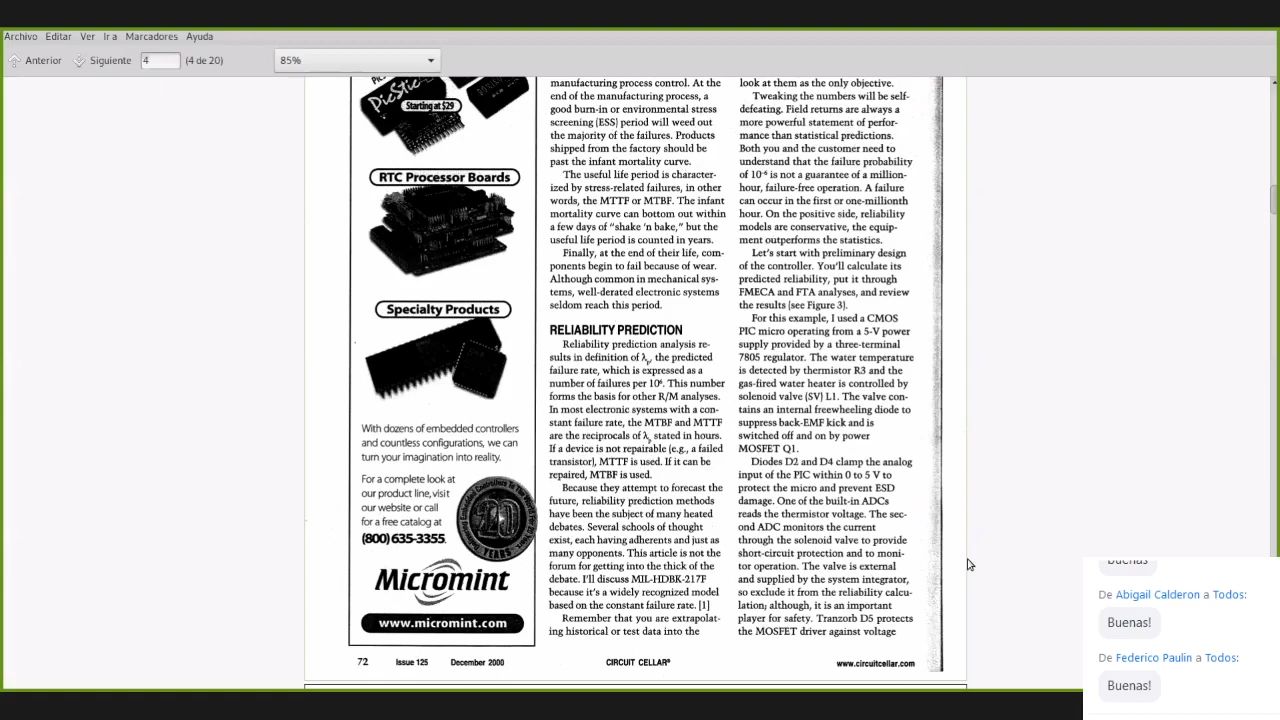 Archivo Editar Ver Ir a Marcadores Ayuda
Anterior Siguiente 4 (4 de 20) 85%
PicStic
Starting at $29
RTC Processor Boards
Specialty Products
With dozens of embedded controllers
and countless configurations, we can
turn your imagination into reality.
For a complete look at
our product line, visit
our website or call
for a free catalog at
(800) 635-3355.
20
YEARS
Micromint
www.micromint.com
manufacturing process control. At the
end of the manufacturing process, a
good burn-in or environmental stress
screening (ESS) period will weed out
the majority of the failures. Products
shipped from the factory should be
past the infant mortality curve.
The useful life period is character-
ized by stress-related failures, in other
words, the MTTF or MTBF. The infant
mortality curve can bottom out within
a few days of "shake 'n bake," but the
useful life period is counted in years.
Finally, at the end of their life, com-
ponents begin to fail because of wear.
Although common in mechanical sys-
tems, well-derated electronic systems
seldom reach this period.
RELIABILITY PREDICTION
Reliability prediction analysis re-
sults in definition of λp, the predicted
failure rate, which is expressed as a
number of failures per 10⁶. This number
forms the basis for other R/M analyses.
In most electronic systems with a con-
stant failure rate, the MTBF and MTTF
are the reciprocals of λp stated in hours.
If a device is not repairable (e.g., a failed
transistor), MTTF is used. If it can be
repaired, MTBF is used.
Because they attempt to forecast the
future, reliability prediction methods
have been the subject of many heated
debates. Several schools of thought
exist, each having adherents and just as
many opponents. This article is not the
forum for getting into the thick of the
debate. I'll discuss MIL-HDBK-217F
because it's a widely recognized model
based on the constant failure rate. [1]
Remember that you are extrapolat-
ing historical or test data into the
look at them as the only objective.
Tweaking the numbers will be self-
defeating. Field returns are always a
more powerful statement of perfor-
mance than statistical predictions.
Both you and the customer need to
understand that the failure probability
of 10⁻⁶ is not a guarantee of a million-
hour, failure-free operation. A failure
can occur in the first or one-millionth
hour. On the positive side, reliability
models are conservative, the equip-
ment outperforms the statistics.
Let's start with preliminary design
of the controller. You'll calculate its
predicted reliability, put it through
FMECA and FTA analyses, and review
the results (see Figure 3).
For this example, I used a CMOS
PIC micro operating from a 5-V power
supply provided by a three-terminal
7805 regulator. The water temperature
is detected by thermistor R3 and the
gas-fired water heater is controlled by
solenoid valve (SV) L1. The valve con-
tains an internal freewheeling diode to
suppress back-EMF kick and is
switched off and on by power
MOSFET Q1.
Diodes D2 and D4 clamp the analog
input of the PIC within 0 to 5 V to
protect the micro and prevent ESD
damage. One of the built-in ADCs
reads the thermistor voltage. The sec-
ond ADC monitors the current
through the solenoid valve to provide
short-circuit protection and to moni-
tor operation. The valve is external
and supplied by the system integrator,
so exclude it from the reliability calcu-
lation; although, it is an important
player for safety. Tranzorb D5 protects
the MOSFET driver against voltage
72 Issue 125 December 2000 CIRCUIT CELLAR® www.circuitcellar.com
Buenas
De Abigail Calderon a Todos:
Buenas!
De Federico Paulin a Todos:
Buenas!